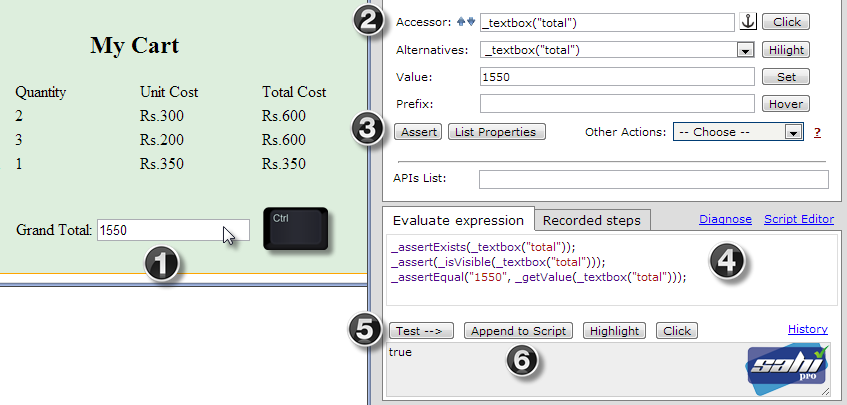 My Cart
Quantity Unit Cost Total Cost
2 Rs.300 Rs.600
3 Rs.200 Rs.600
1 Rs.350 Rs.350
Grand Total: 1550
Ctrl
1
2 Accessor: _textbox("total") Click
Alternatives: _textbox("total") Hilight
Value: 1550 Set
Prefix: Hover
3 Assert List Properties Other Actions: -- Choose -- ?
APIs List:
Evaluate expression Recorded steps Diagnose Script Editor
_assertExists(_textbox("total"));
_assert(_isVisible(_textbox("total")));
_assertEqual("1550", _getValue(_textbox("total")));
4
5 Test --> Append to Script Highlight Click History
true
6
sahi
pro